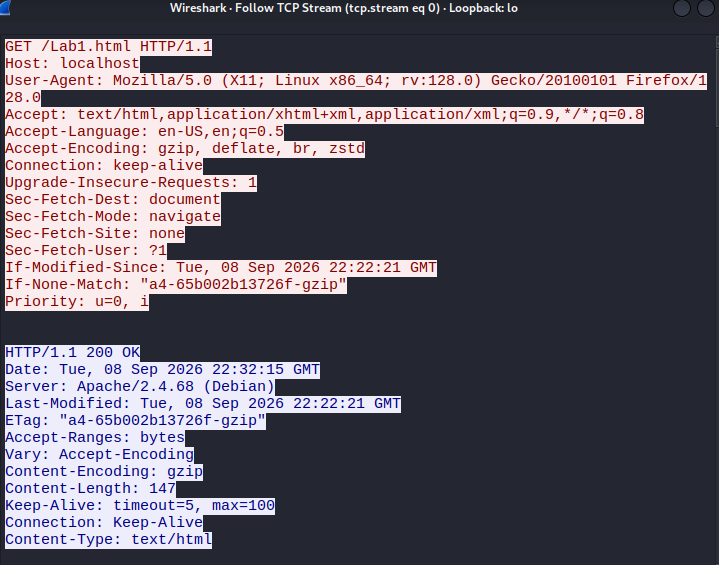 Wireshark · Follow TCP Stream (tcp.stream eq 0) · Loopback: lo
GET /Lab1.html HTTP/1.1
Host: localhost
User-Agent: Mozilla/5.0 (X11; Linux x86_64; rv:128.0) Gecko/20100101 Firefox/1
28.0
Accept: text/html,application/xhtml+xml,application/xml;q=0.9,*/*;q=0.8
Accept-Language: en-US,en;q=0.5
Accept-Encoding: gzip, deflate, br, zstd
Connection: keep-alive
Upgrade-Insecure-Requests: 1
Sec-Fetch-Dest: document
Sec-Fetch-Mode: navigate
Sec-Fetch-Site: none
Sec-Fetch-User: ?1
If-Modified-Since: Tue, 08 Sep 2026 22:22:21 GMT
If-None-Match: "a4-65b002b13726f-gzip"
Priority: u=0, i
HTTP/1.1 200 OK
Date: Tue, 08 Sep 2026 22:32:15 GMT
Server: Apache/2.4.68 (Debian)
Last-Modified: Tue, 08 Sep 2026 22:22:21 GMT
ETag: "a4-65b002b13726f-gzip"
Accept-Ranges: bytes
Vary: Accept-Encoding
Content-Encoding: gzip
Content-Length: 147
Keep-Alive: timeout=5, max=100
Connection: Keep-Alive
Content-Type: text/html